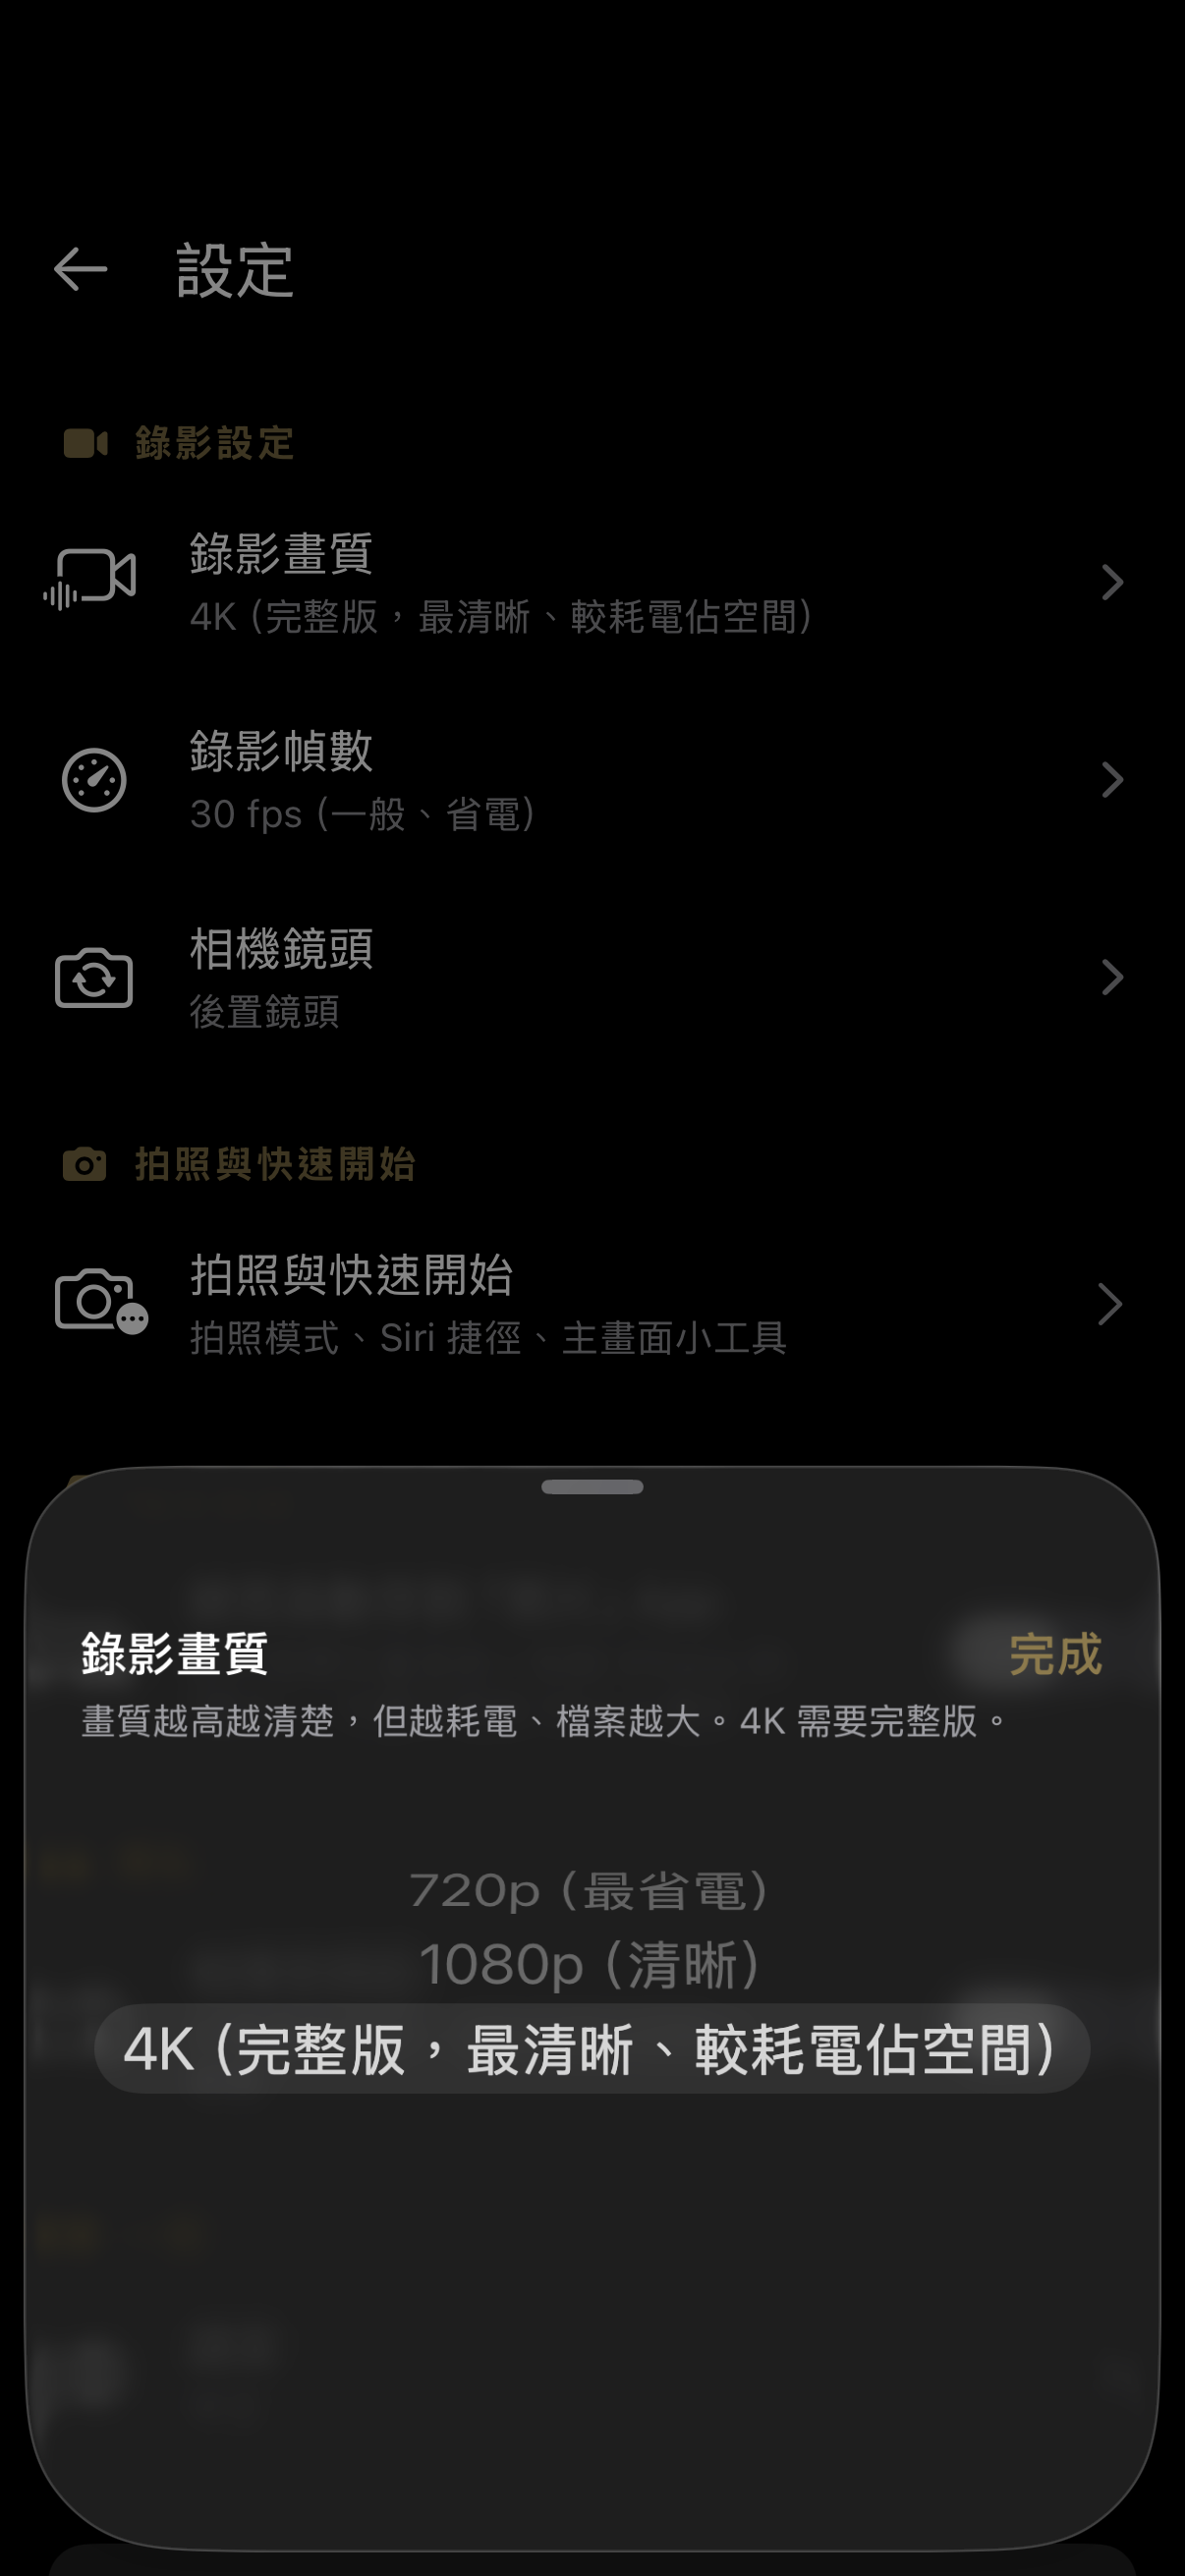 設定
錄影設定
錄影畫質
4K (完整版，最清晰、較耗電佔空間)
錄影幀數
30 fps (一般、省電)
相機鏡頭
後置鏡頭
拍照與快速開始
拍照與快速開始
拍照模式、Siri 捷徑、主畫面小工具
錄影畫質
完成
畫質越高越清楚，但越耗電、檔案越大。4K 需要完整版。
720p (最省電)
1080p (清晰)
4K (完整版，最清晰、較耗電佔空間)